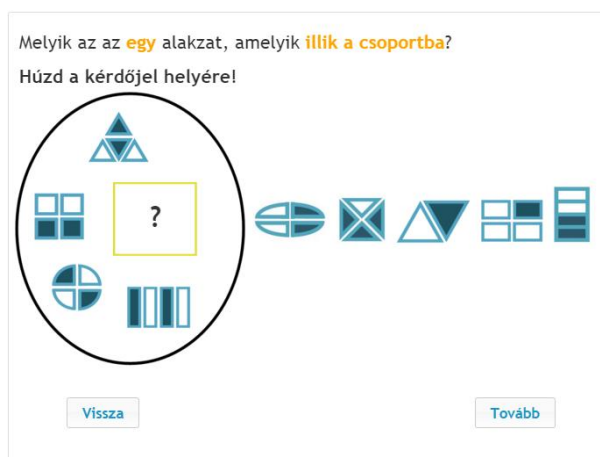 Melyik az az egy alakzat, amelyik illik a csoportba?
Húzd a kérdőjel helyére!
?
Vissza
Tovább